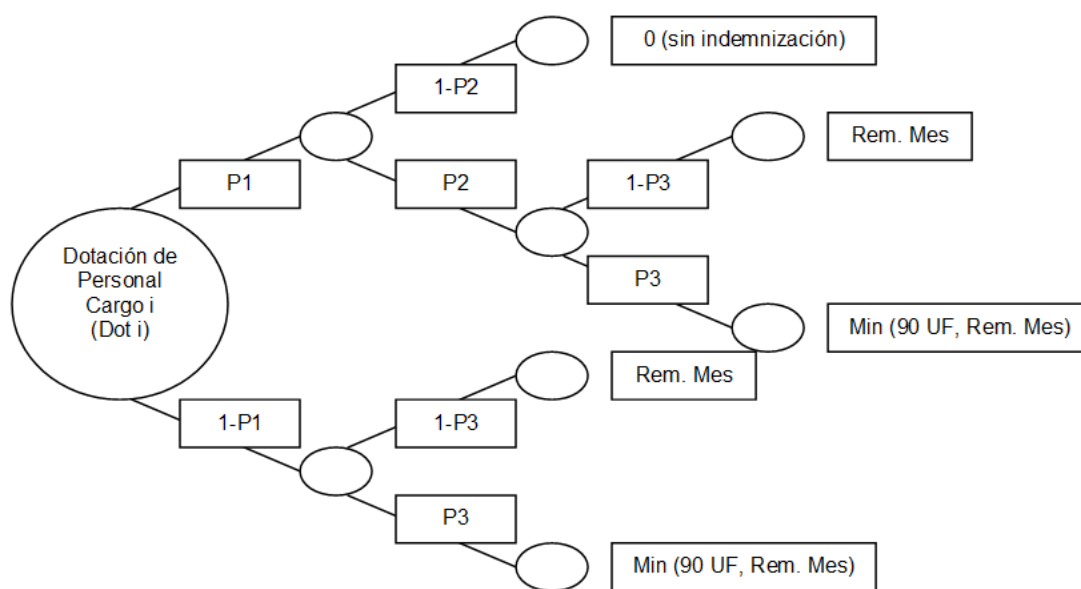 0 (sin indemnización)
1-P2
Rem. Mes
P1
P2
1-P3
Dotación de
Personal
Cargo i
(Dot i)
P3
Min (90 UF, Rem. Mes)
Rem. Mes
1-P1
1-P3
P3
Min (90 UF, Rem. Mes)